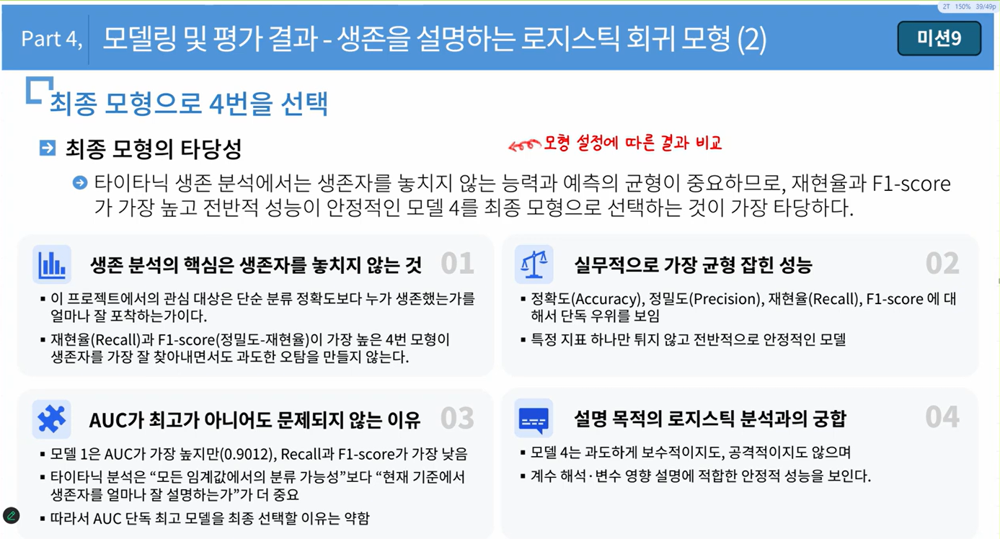 2T 150% 39/49p
Part 4, 모델링 및 평가 결과 - 생존을 설명하는 로지스틱 회귀 모형 (2)
미션9
최종 모형으로 4번을 선택
최종 모형의 타당성
모형 설정에 따른 결과 비교
타이타닉 생존 분석에서는 생존자를 놓치지 않는 능력과 예측의 균형이 중요하므로, 재현율과 F1-score
가 가장 높고 전반적 성능이 안정적인 모델 4를 최종 모형으로 선택하는 것이 가장 타당하다.
생존 분석의 핵심은 생존자를 놓치지 않는 것 01
▪ 이 프로젝트에서의 관심 대상은 단순 분류 정확도보다 누가 생존했는가를
얼마나 잘 포착하는가이다.
▪ 재현율(Recall)과 F1-score(정밀도-재현율)이 가장 높은 4번 모형이
생존자를 가장 잘 찾아내면서도 과도한 오탐을 만들지 않는다.
실무적으로 가장 균형 잡힌 성능 02
▪ 정확도(Accuracy), 정밀도(Precision), 재현율(Recall), F1-score 에 대
해서 단독 우위를 보임
▪ 특정 지표 하나만 튀지 않고 전반적으로 안정적인 모델
AUC가 최고가 아니어도 문제되지 않는 이유 03
▪ 모델 1은 AUC가 가장 높지만(0.9012), Recall과 F1-score가 가장 낮음
▪ 타이타닉 분석은 “모든 임계값에서의 분류 가능성”보다 “현재 기준에서
생존자를 얼마나 잘 설명하는가”가 더 중요
▪ 따라서 AUC 단독 최고 모델을 최종 선택할 이유는 약함
설명 목적의 로지스틱 분석과의 궁합 04
▪ 모델 4는 과도하게 보수적이지도, 공격적이지도 않으며
▪ 계수 해석·변수 영향 설명에 적합한 안정적 성능을 보인다.